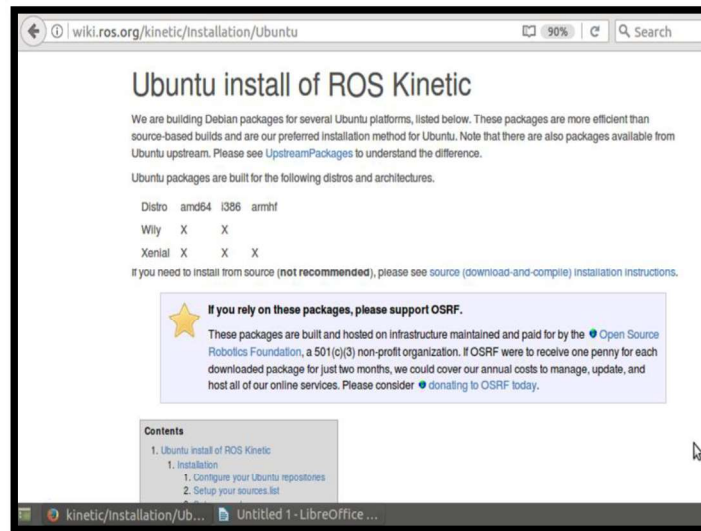 wiki.ros.org/kinetic/Installation/Ubuntu 90% Search
Ubuntu install of ROS Kinetic
We are building Debian packages for several Ubuntu platforms, listed below. These packages are more efficient than
source-based builds and are our preferred installation method for Ubuntu. Note that there are also packages available from
Ubuntu upstream. Please see UpstreamPackages to understand the difference.
Ubuntu packages are built for the following distros and architectures.
Distro amd64 i386 armhf
Wily X X
Xenial X X X
If you need to install from source (not recommended), please see source (download-and-compile) installation instructions.
If you rely on these packages, please support OSRF.
These packages are built and hosted on infrastructure maintained and paid for by the Open Source
Robotics Foundation, a 501(c)(3) non-profit organization. If OSRF were to receive one penny for each
downloaded package for just two months, we could cover our annual costs to manage, update, and
host all of our online services. Please consider donating to OSRF today.
Contents
1. Ubuntu install of ROS Kinetic
1. Installation
1. Configure your Ubuntu repositories
2. Setup your sources.list
kinetic/Installation/Ub... Untitled 1 - LibreOffice ...